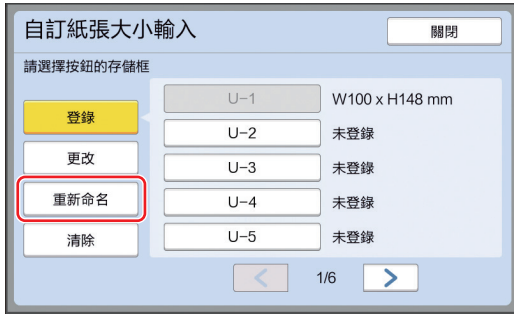 自訂紙張大小輸入
關閉
請選擇按鈕的存儲框
登錄
U-1 W100 x H148 mm
U-2 未登錄
更改
U-3 未登錄
重新命名
U-4 未登錄
清除
U-5 未登錄
1/6